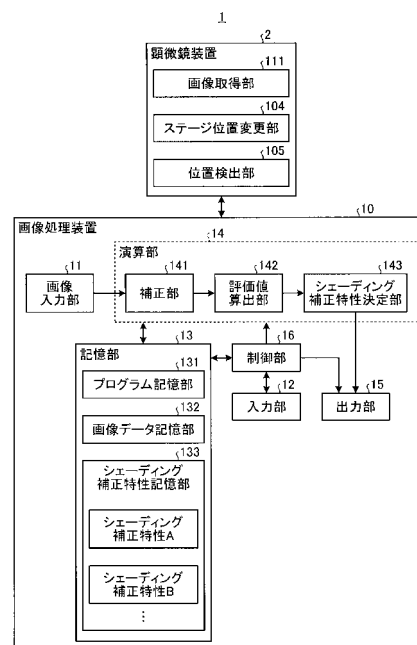 1
2
顕微鏡装置
111
画像取得部
104
ステージ位置変更部
105
位置検出部
10
画像処理装置
14
演算部
11
画像
入力部
141
補正部
142
評価値
算出部
143
シェーディング
補正特性決定部
13
記憶部
131
プログラム記憶部
132
画像データ記憶部
133
シェーディング
補正特性記憶部
シェーディング
補正特性A
シェーディング
補正特性B
⋮
16
制御部
12
入力部
15
出力部